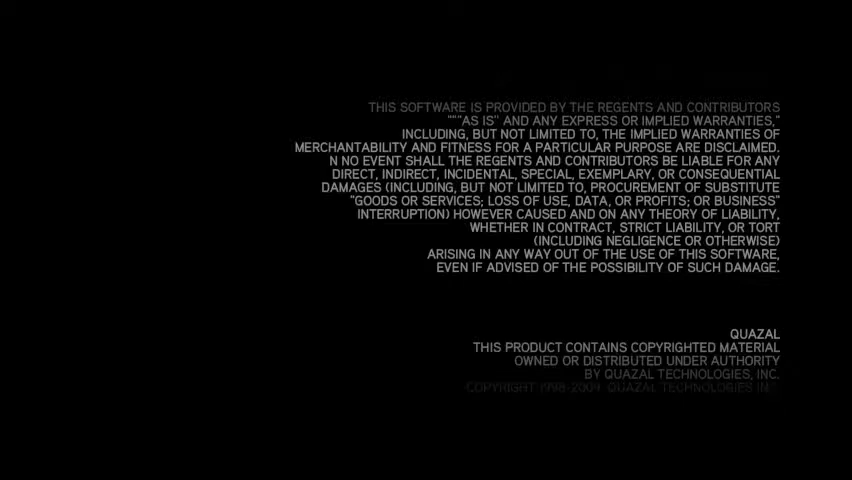 THIS SOFTWARE IS PROVIDED BY THE REGENTS AND CONTRIBUTORS
"""AS IS" AND ANY EXPRESS OR IMPLIED WARRANTIES,"
INCLUDING, BUT NOT LIMITED TO, THE IMPLIED WARRANTIES OF
MERCHANTABILITY AND FITNESS FOR A PARTICULAR PURPOSE ARE DISCLAIMED.
N NO EVENT SHALL THE REGENTS AND CONTRIBUTORS BE LIABLE FOR ANY
DIRECT, INDIRECT, INCIDENTAL, SPECIAL, EXEMPLARY, OR CONSEQUENTIAL
DAMAGES (INCLUDING, BUT NOT LIMITED TO, PROCUREMENT OF SUBSTITUTE
"GOODS OR SERVICES; LOSS OF USE, DATA, OR PROFITS; OR BUSINESS"
INTERRUPTION) HOWEVER CAUSED AND ON ANY THEORY OF LIABILITY,
WHETHER IN CONTRACT, STRICT LIABILITY, OR TORT
(INCLUDING NEGLIGENCE OR OTHERWISE)
ARISING IN ANY WAY OUT OF THE USE OF THIS SOFTWARE,
EVEN IF ADVISED OF THE POSSIBILITY OF SUCH DAMAGE.
QUAZAL
THIS PRODUCT CONTAINS COPYRIGHTED MATERIAL
OWNED OR DISTRIBUTED UNDER AUTHORITY
BY QUAZAL TECHNOLOGIES, INC.
COPYRIGHT 1998-2009 QUAZAL TECHNOLOGIES